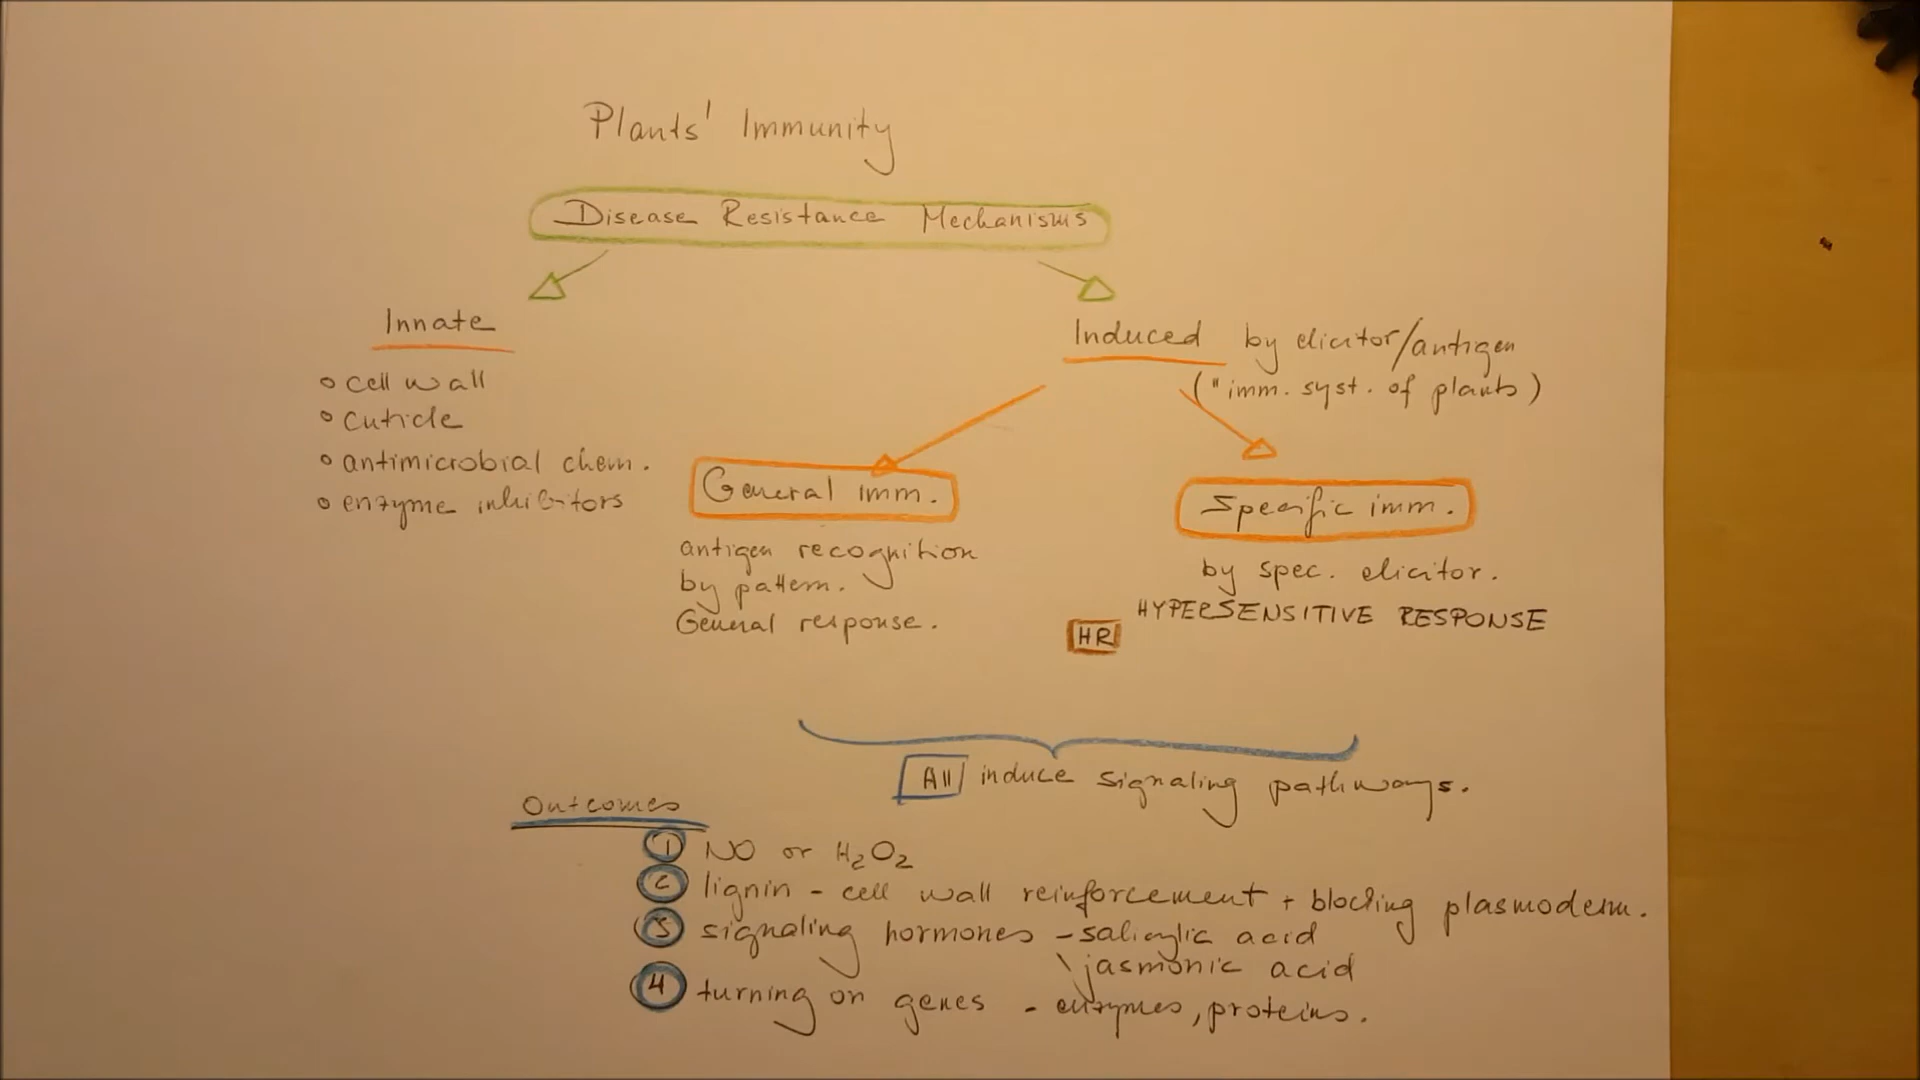 Plants' Immunity
Disease Resistance Mechanisms
Innate
o cell wall
o cuticle
o antimicrobial chem.
o enzyme inhibitors
Induced by elicitor/antigen
(" imm. syst. of plants)
General imm.
antigen recognition
by pattern.
General response.
Specific imm.
by spec. elicitor.
HYPERSENSITIVE RESPONSE
HR
All induce signaling pathways.
Outcomes
1 NO or H₂O₂
2 lignin - cell wall reinforcement + blocking plasmodesm.
3 signaling hormones - salicylic acid
\ jasmonic acid
4 turning on genes - enzymes, proteins.